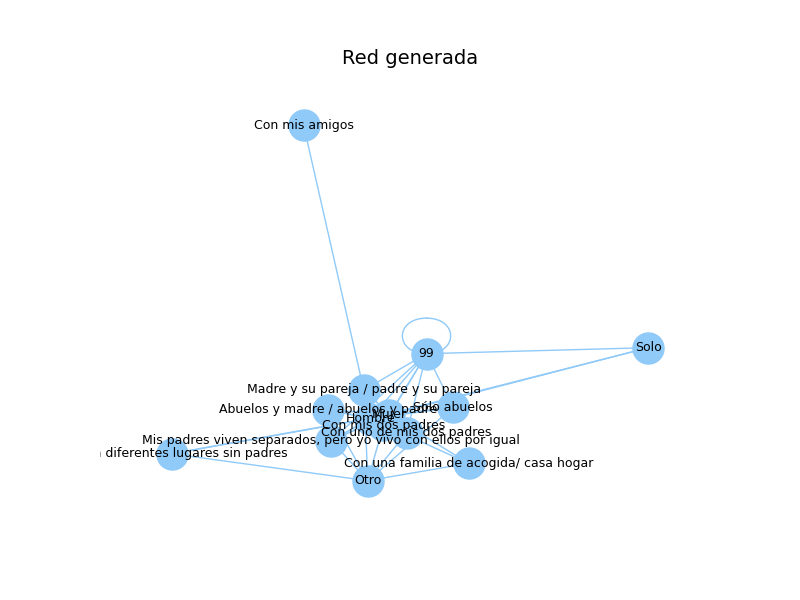 Red generada
Con mis amigos
Solo
99
Madre y su pareja / padre y su pareja
Abuelos y madre / abuelos y padre
Sólo abuelos
Mujer
Hombre
Con mis dos padres
Con uno de mis dos padres
Mis padres viven separados, pero yo vivo con ellos por igual
diferentes lugares sin padres
Con una familia de acogida/ casa hogar
Otro